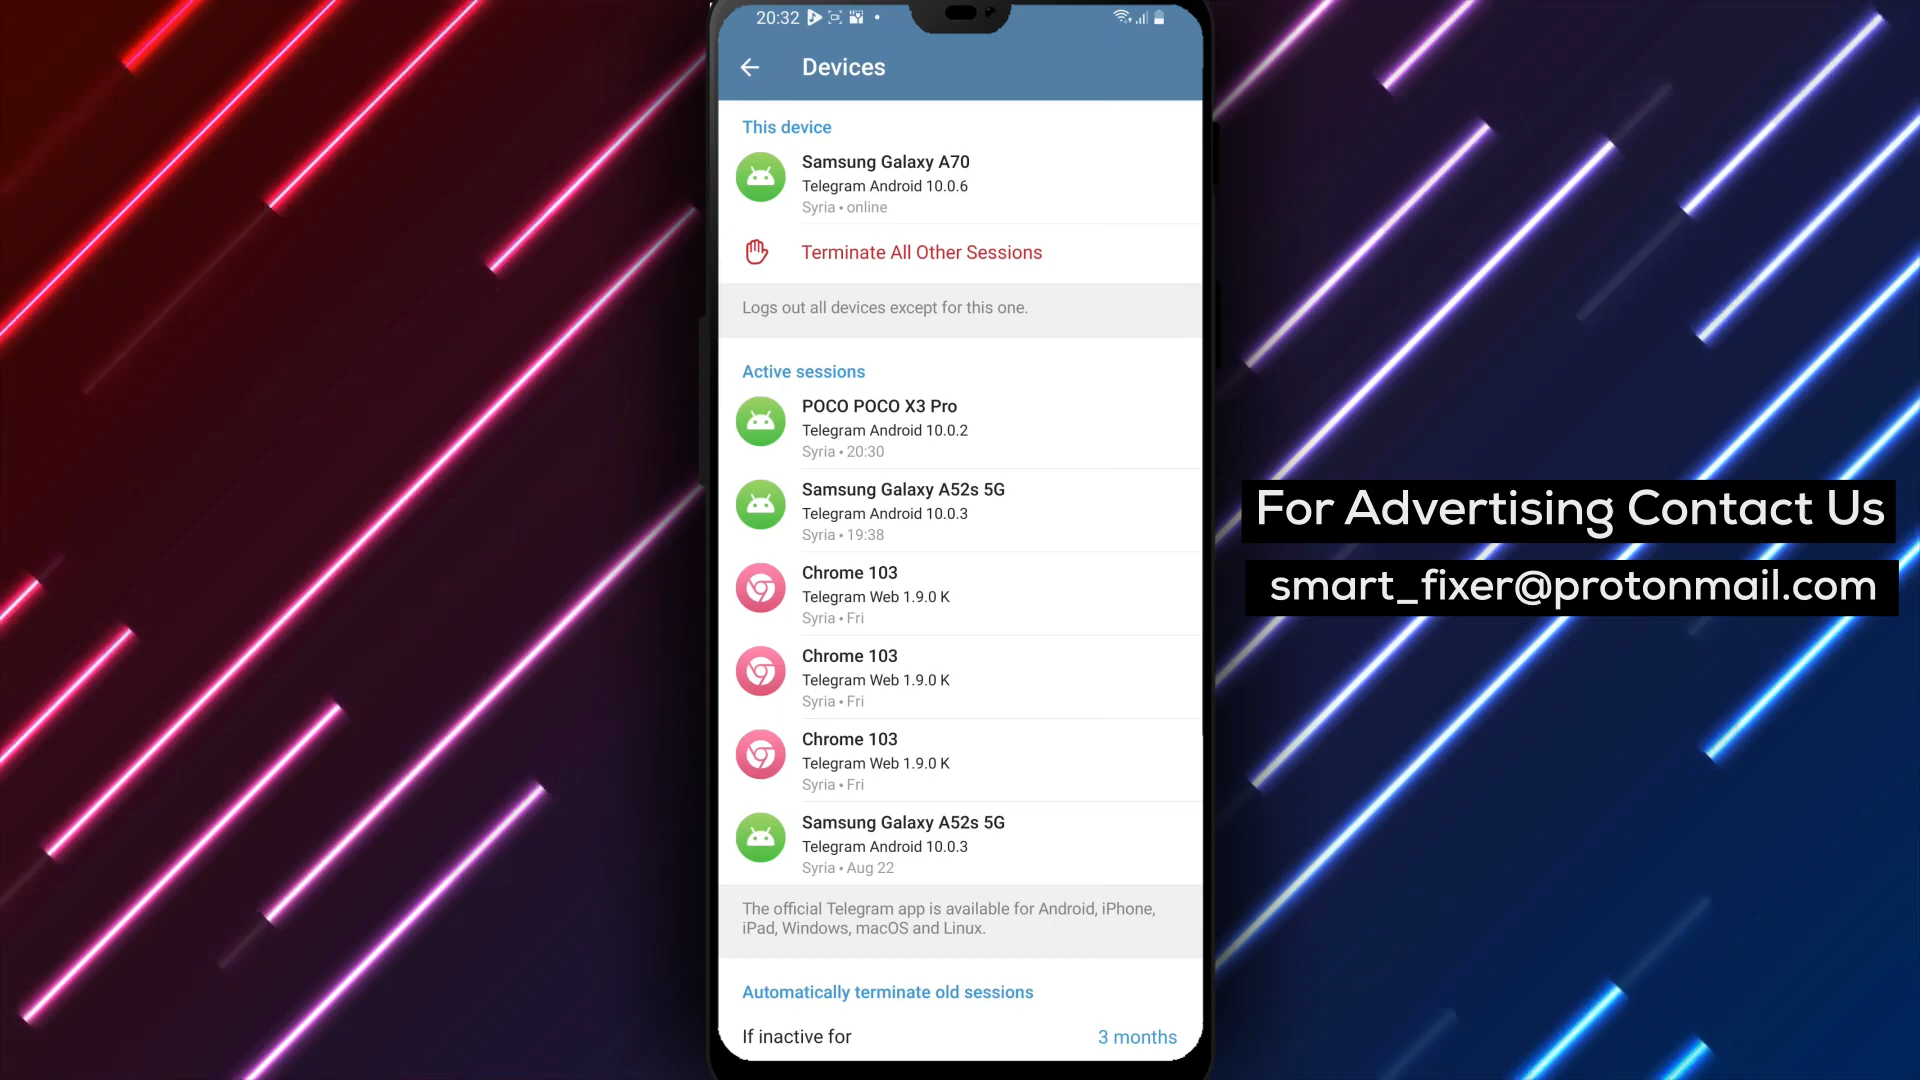 20:32
Devices
This device
Samsung Galaxy A70
Telegram Android 10.0.6
Syria • online
Terminate All Other Sessions
Logs out all devices except for this one.
Active sessions
POCO POCO X3 Pro
Telegram Android 10.0.2
Syria • 20:30
Samsung Galaxy A52s 5G
Telegram Android 10.0.3
Syria • 19:38
Chrome 103
Telegram Web 1.9.0 K
Syria • Fri
Chrome 103
Telegram Web 1.9.0 K
Syria • Fri
Chrome 103
Telegram Web 1.9.0 K
Syria • Fri
Samsung Galaxy A52s 5G
Telegram Android 10.0.3
Syria • Aug 22
The official Telegram app is available for Android, iPhone,
iPad, Windows, macOS and Linux.
Automatically terminate old sessions
If inactive for 3 months
For Advertising Contact Us
smart_fixer@protonmail.com